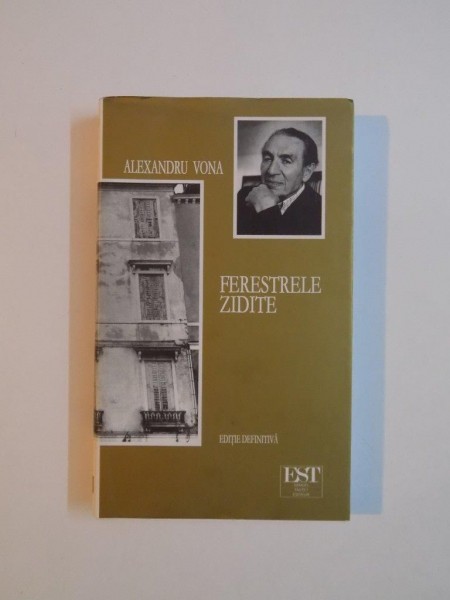 ALEXANDRU VONA
FERESTRELE
ZIDITE
EDIȚIE DEFINITIVĂ
EST